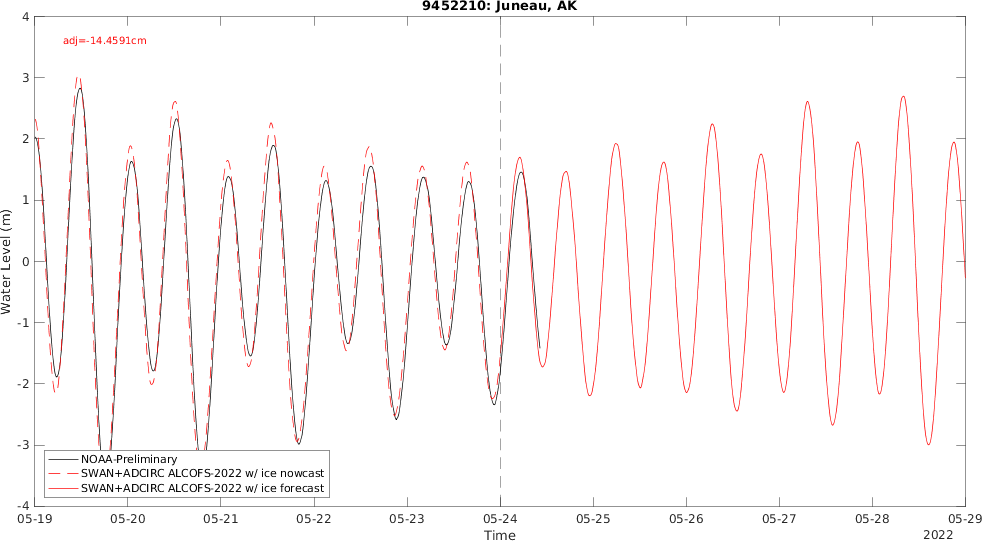 9452210: Juneau, AK
adj=-14.4591cm
Water Level (m)
4
3
2
1
0
-1
-2
-3
-4
NOAA-Preliminary
SWAN+ADCIRC ALCOFS-2022 w/ ice nowcast
SWAN+ADCIRC ALCOFS-2022 w/ ice forecast
05-19 05-20 05-21 05-22 05-23 05-24 05-25 05-26 05-27 05-28 05-29
Time
2022